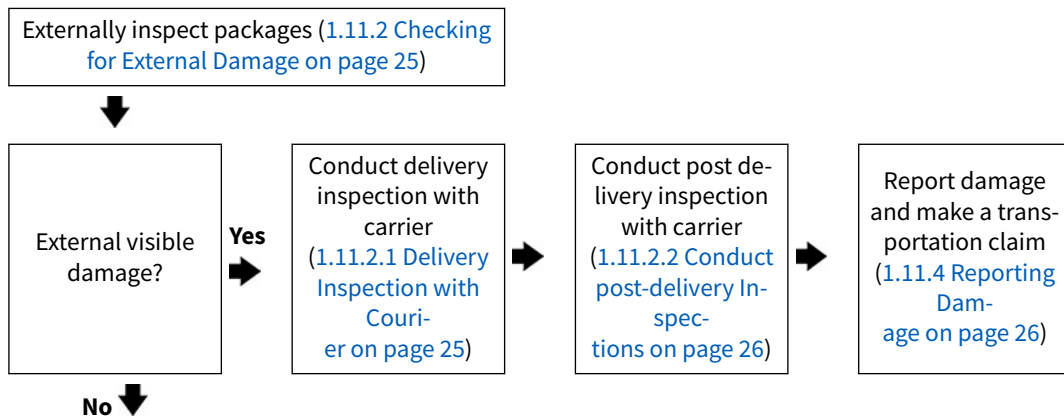 Externally inspect packages (1.11.2 Checking
for External Damage on page 25)
External visible
damage?
Yes
Conduct delivery
inspection with
carrier
(1.11.2.1 Delivery
Inspection with
Couri-
er on page 25)
Conduct post de-
livery inspection
with carrier
(1.11.2.2 Conduct
post-delivery In-
spec-
tions on page 26)
Report damage
and make a trans-
portation claim
(1.11.4 Reporting
Dam-
age on page 26)
No